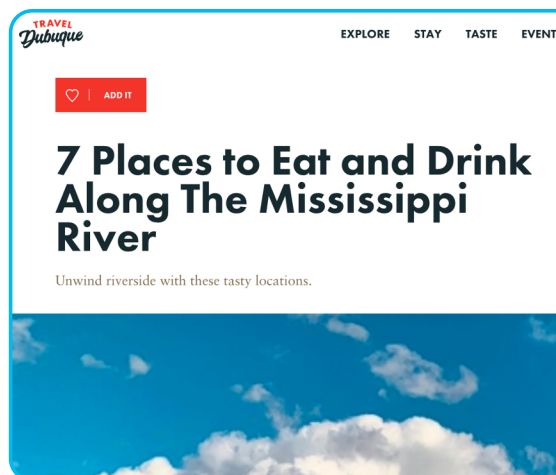 TRAVEL
Dubuque
EXPLORE STAY TASTE EVENT
ADD IT
7 Places to Eat and Drink
Along The Mississippi
River
Unwind riverside with these tasty locations.